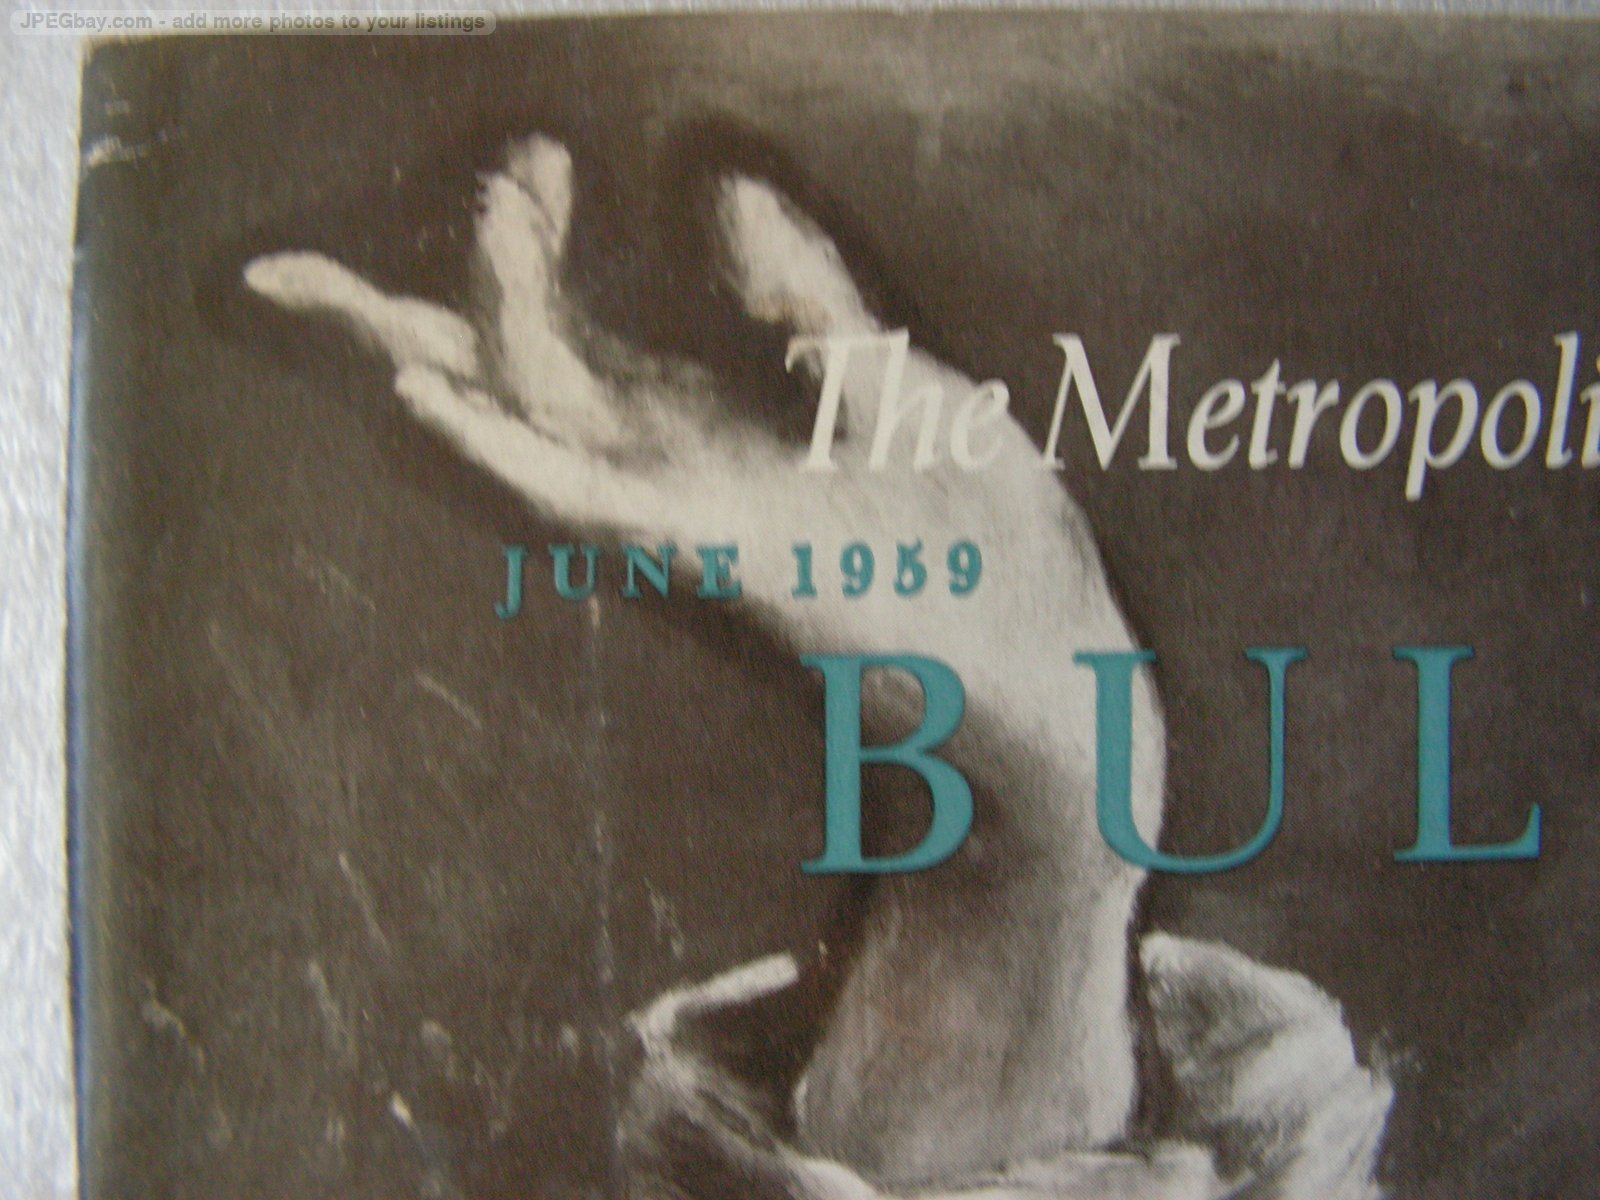 JPEGbay.com - add more photos to your listings
The Metropoli
JUNE 1959
BUL